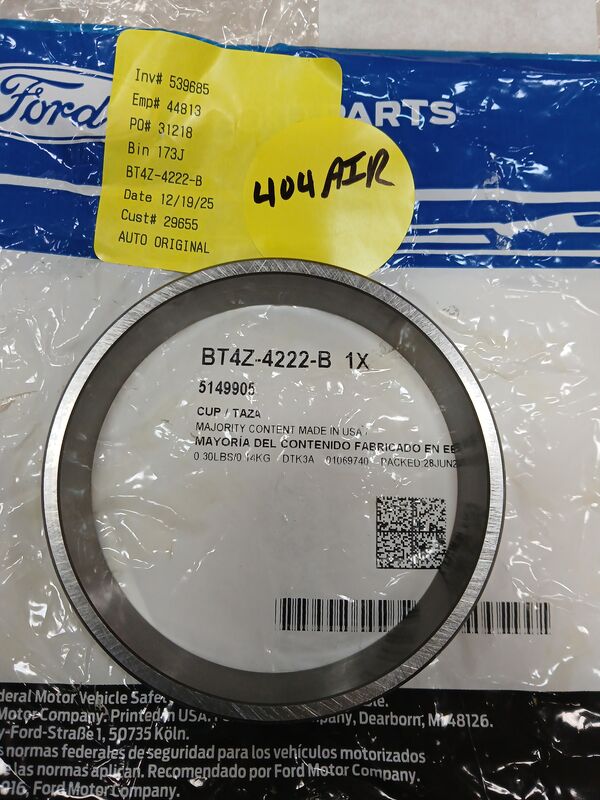 Ford
PARTS
Inv# 539685
Emp# 44813
PO# 31218
Bin 173J
BT4Z-4222-B
Date 12/19/25
Cust# 29655
AUTO ORIGINAL
404 AIR
BT4Z-4222-B 1X
5149905
CUP / TAZA
MAJORITY CONTENT MADE IN USA /
MAYORÍA DEL CONTENIDO FABRICADO EN EE
0.30LBS/0.14KG DTK3A 01069740 PACKED:28JUN2
Motor Vehicle Safe
Motor Company. Printed in USA. Company, Dearborn, MI 48126.
y-Ford-Straße 1, 50735 Köln
normas federales de seguridad para los vehículos motorizados
e las normas aplican. Recomendado por Ford Motor Company.
016, Ford Motor Company